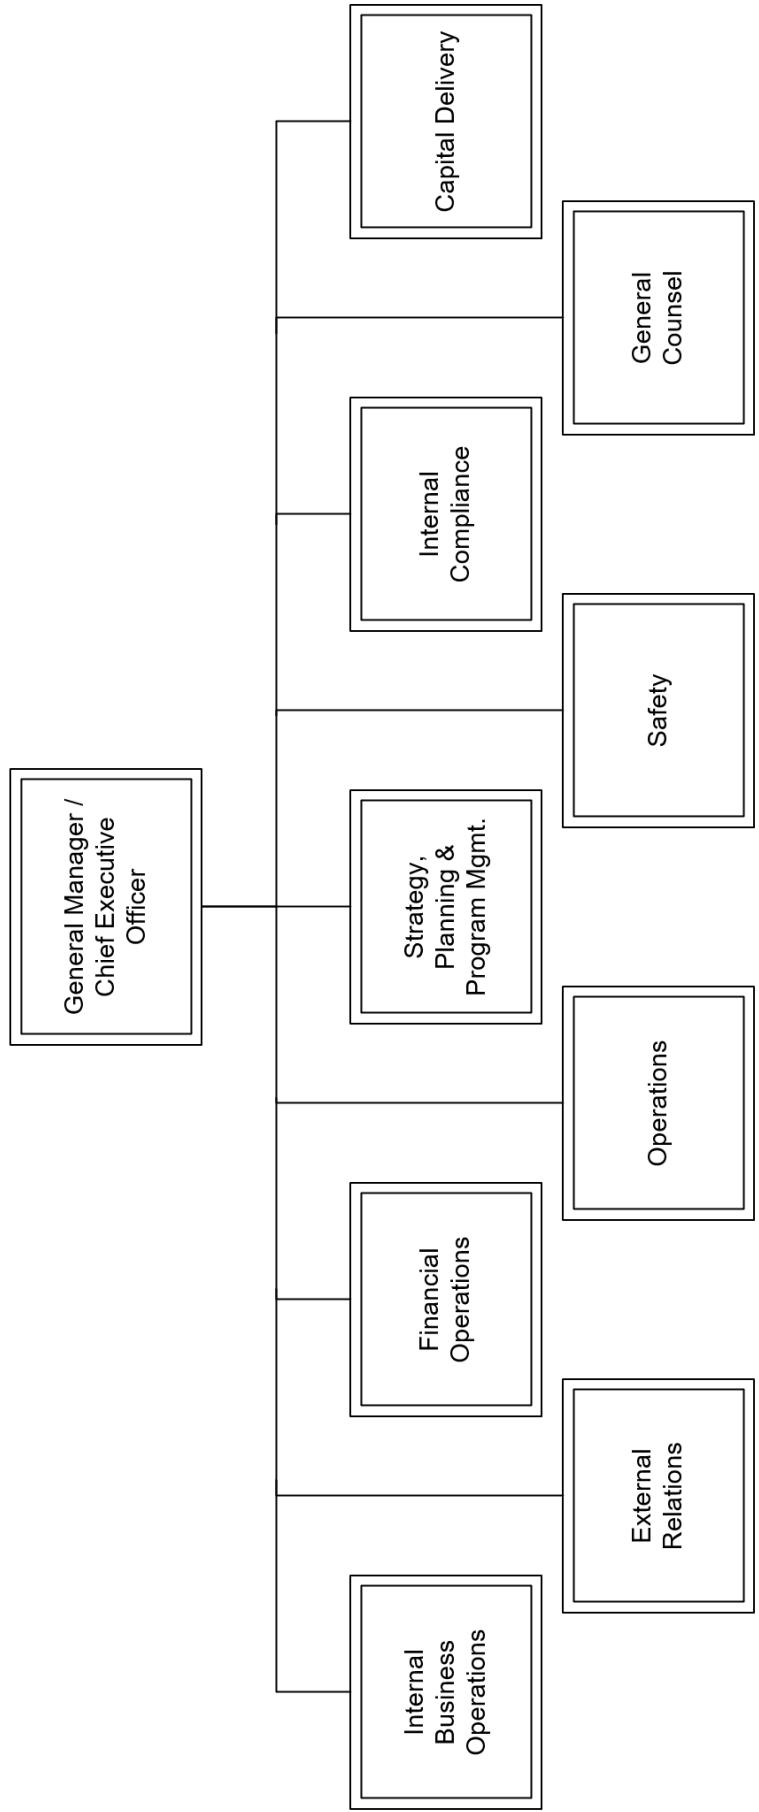 General Manager /
Chief Executive
Officer
Internal
Business
Operations
Financial
Operations
Strategy,
Planning &
Program Mgmt.
Internal
Compliance
Capital Delivery
External
Relations
Operations
Safety
General
Counsel